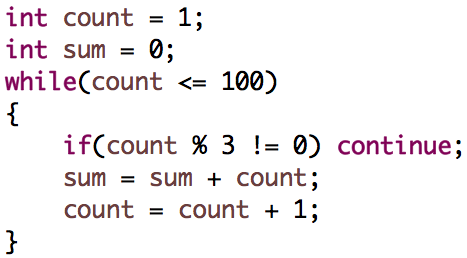 int count = 1;
int sum = 0;
while(count <= 100)
{
    if(count % 3 != 0) continue;
    sum = sum + count;
    count = count + 1;
}